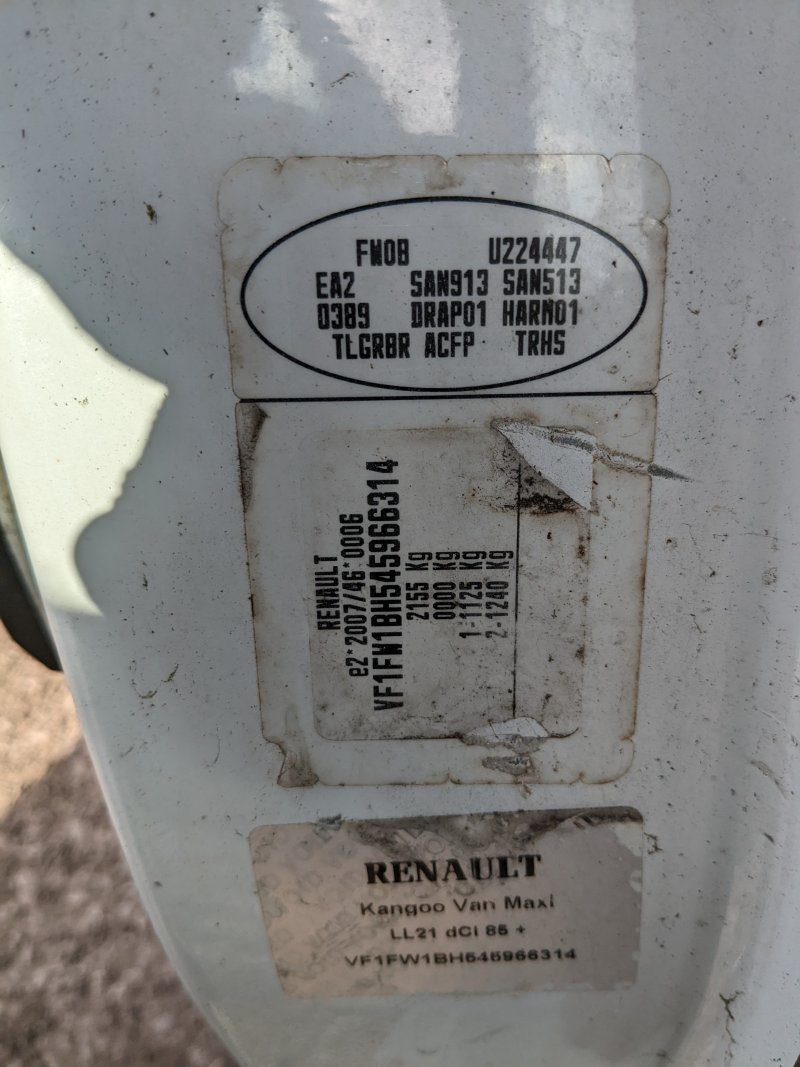 FW0B U224447
EA2 SAN913 SAN513
0389 DRAP01 HARN01
TLGRBR ACFP TRHS
RENAULT
e2*2007/46*0006
VF1FW1BH545966314
2155 Kg
0000 Kg
1-1125 Kg
2-1240 Kg
RENAULT
Kangoo Van Maxi
LL21 dCi 85 +
VF1FW1BH545966314